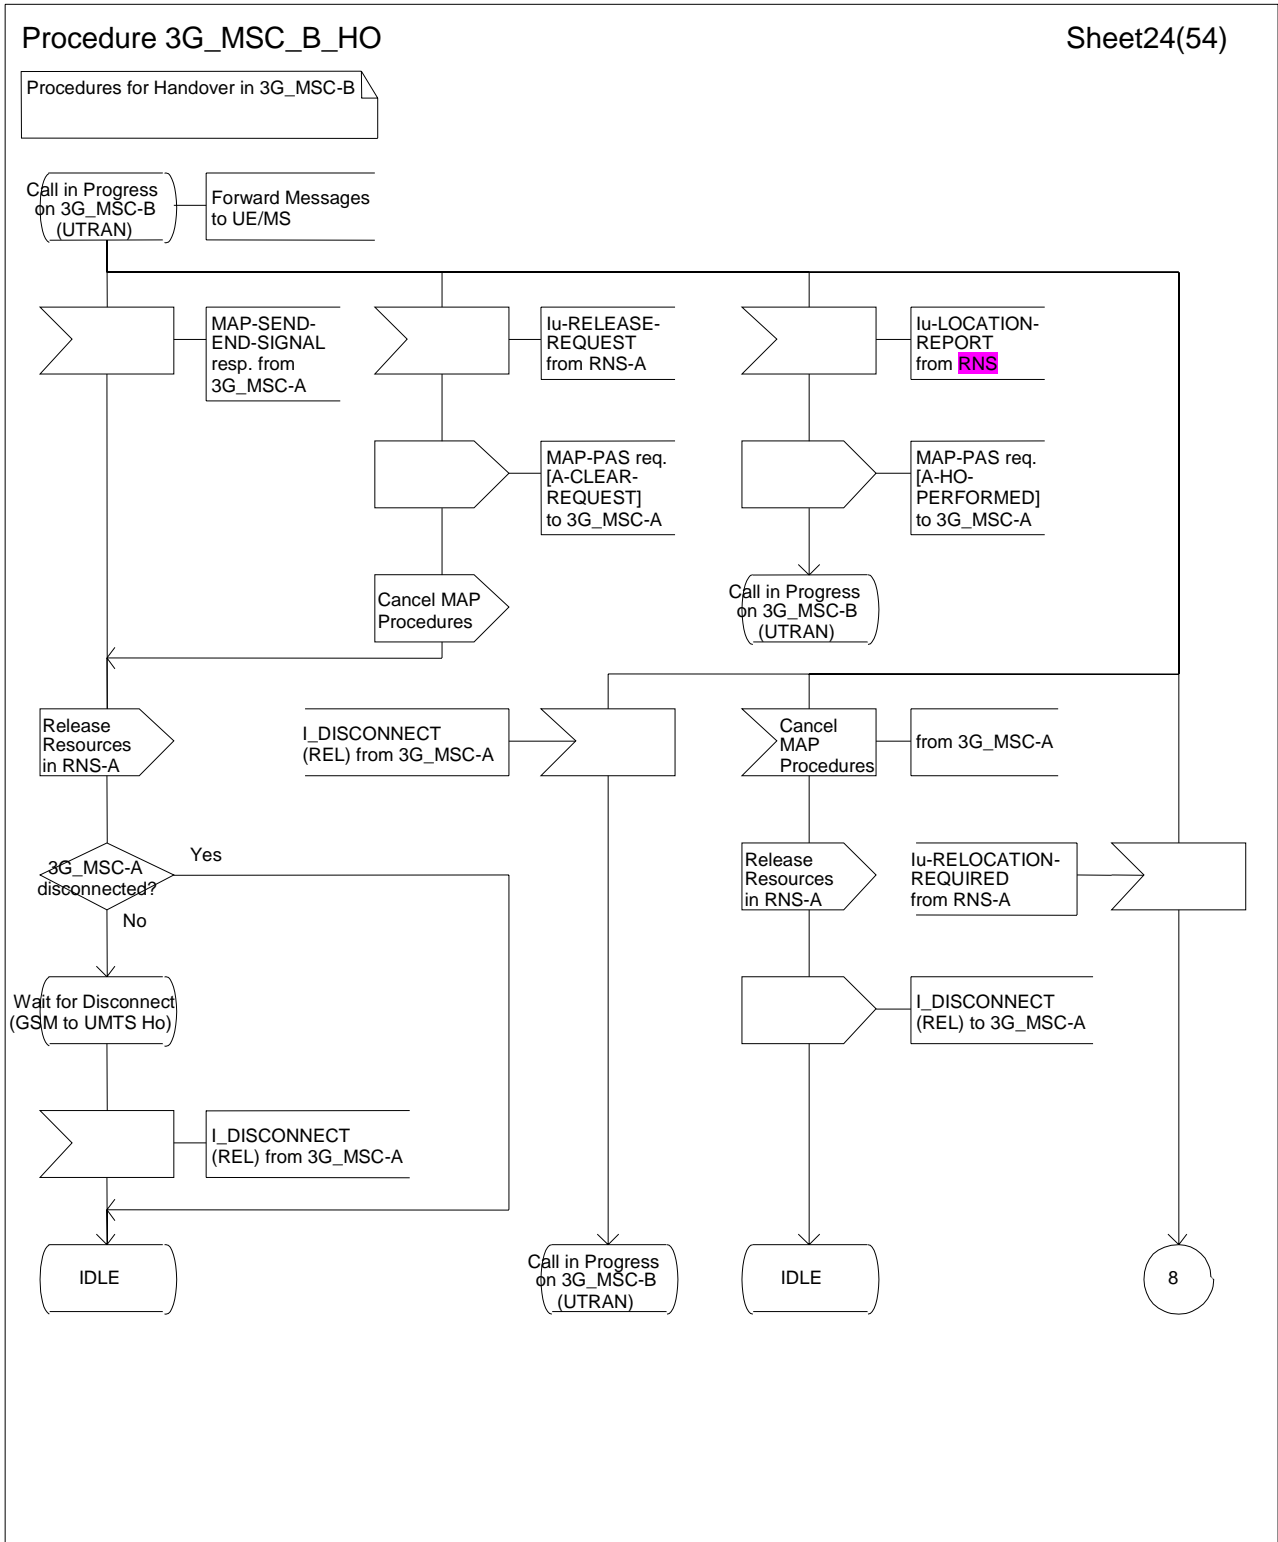 Procedure 3G_MSC_B_HO
Sheet24(54)
Procedures for Handover in 3G_MSC-B
Call in Progress
on 3G_MSC-B
(UTRAN)
Forward Messages
to UE/MS
MAP-SEND-
END-SIGNAL
resp. from
3G_MSC-A
Iu-RELEASE-
REQUEST
from RNS-A
Iu-LOCATION-
REPORT
from RNS
MAP-PAS req.
[A-CLEAR-
REQUEST]
to 3G_MSC-A
MAP-PAS req.
[A-HO-
PERFORMED]
to 3G_MSC-A
Cancel MAP
Procedures
Call in Progress
on 3G_MSC-B
(UTRAN)
Release
Resources
in RNS-A
I_DISCONNECT
(REL) from 3G_MSC-A
Cancel
MAP
Procedures
from 3G_MSC-A
3G_MSC-A
disconnected?
Yes
No
Release
Resources
in RNS-A
Iu-RELOCATION-
REQUIRED
from RNS-A
Wait for Disconnect
(GSM to UMTS Ho)
I_DISCONNECT
(REL) to 3G_MSC-A
I_DISCONNECT
(REL) from 3G_MSC-A
IDLE
Call in Progress
on 3G_MSC-B
(UTRAN)
IDLE
8